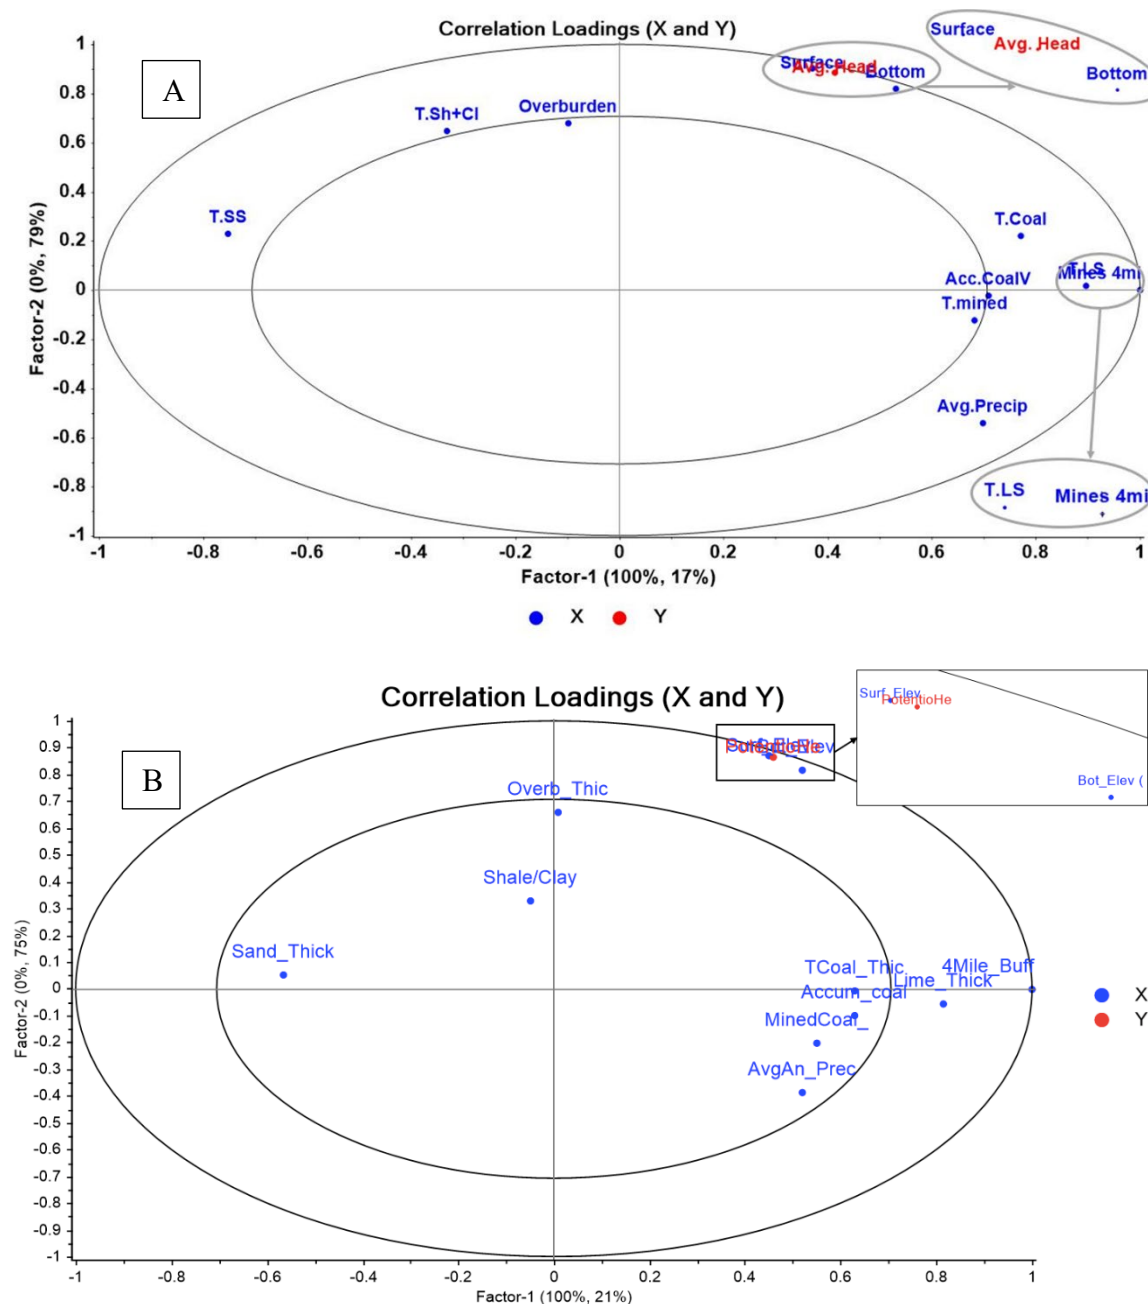 Correlation Loadings (X and Y)
A
Surface
Avg. Head
Bottom
Surface
Avg. Head
Bottom
T.Sh+Cl
Overburden
T.SS
T.Coal
T.LS
Mines 4mi
Acc.CoalV
T.mined
Avg.Precip
T.LS
Mines 4mi
Factor-2 (0%, 79%)
1
0.8
0.6
0.4
0.2
0
-0.2
-0.4
-0.6
-0.8
-1
-1
-0.8
-0.6
-0.4
-0.2
0
0.2
0.4
0.6
0.8
1
Factor-1 (100%, 17%)
X
Y
Correlation Loadings (X and Y)
B
Surf_Elev
PotentioHe
Bot_Elev (
PotentioHe
Overb_Thic
Shale/Clay
Sand_Thick
TCoal_Thic
4Mile_Buff
Lime_Thick
Accum_coal
MinedCoal_
AvgAn_Prec
X
Y
Factor-2 (0%, 75%)
1
0.9
0.8
0.7
0.6
0.5
0.4
0.3
0.2
0.1
0
-0.1
-0.2
-0.3
-0.4
-0.5
-0.6
-0.7
-0.8
-0.9
-1
-1
-0.8
-0.6
-0.4
-0.2
0
0.2
0.4
0.6
0.8
1
Factor-1 (100%, 21%)